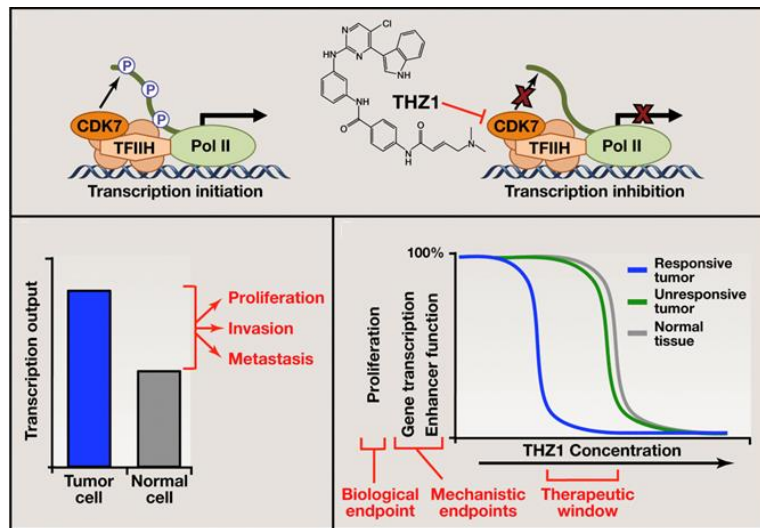 Cl
N
N
HN
N
H
NH
O
O
N
H
N
THZ1
P
P
P
CDK7
TFIIH
Pol II
Transcription initiation
X
CDK7
TFIIH
Pol II
X
Transcription inhibition
Transcription output
Tumor
cell
Normal
cell
Proliferation
Invasion
Metastasis
100%
Proliferation
Gene transcription
Enhancer function
Responsive
tumor
Unresponsive
tumor
Normal
tissue
THZ1 Concentration
Biological
endpoint
Mechanistic
endpoints
Therapeutic
window